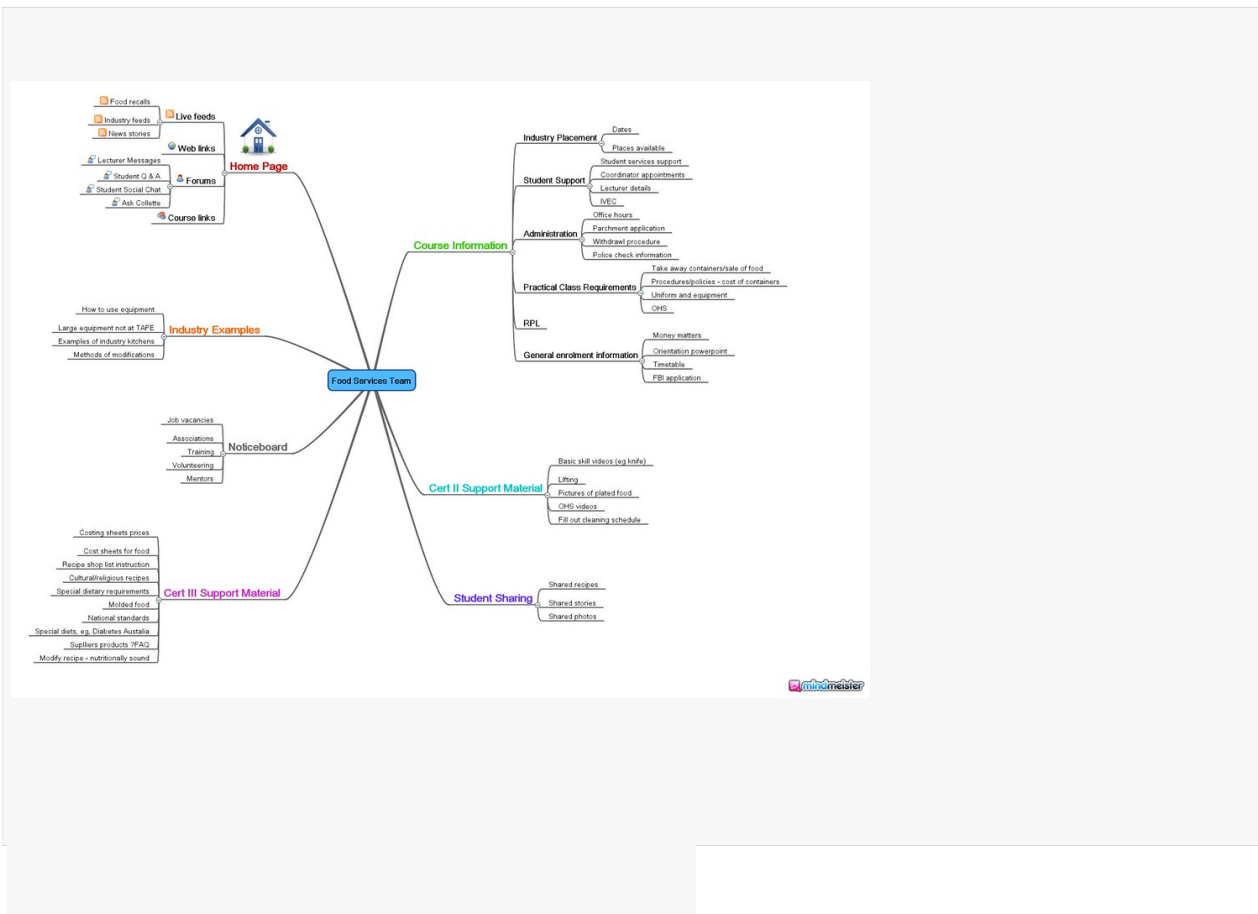 Food recalls
Industry feeds
News stories
Live feeds
Web links
Lecturer Messages
Student Q & A
Student Social Chat
Ask Collette
Forums
Course links
Home Page
How to use equipment
Large equipment not at TAFE
Examples of industry kitchens
Methods of modifications
Industry Examples
Job vacancies
Associations
Training
Volunteering
Mentors
Noticeboard
Costing sheets prices
Cost sheets for food
Recipe shop list instruction
Cultural/religious recipes
Special dietary requirements
Molded food
National standards
Special diets, eg, Diabetes Austalia
Suplliers products ?FAQ
Modify recipe - nutritionally sound
Cert III Support Material
Food Services Team
Course Information
Industry Placement
Dates
Places available
Student Support
Student services support
Coordinator appointments
Lecturer details
IVEC
Administration
Office hours
Parchment application
Withdrawl procedure
Police check information
Practical Class Requirements
Take away containers/sale of food
Procedures/policies - cost of containers
Uniform and equipment
OHS
RPL
General enrolment information
Money matters
Orientation powerpoint
Timetable
FBI application
Cert II Support Material
Basic skill videos (eg knife)
Lifting
Pictures of plated food
OHS videos
Fill out cleaning schedule
Student Sharing
Shared recipes
Shared stories
Shared photos
mindmeister